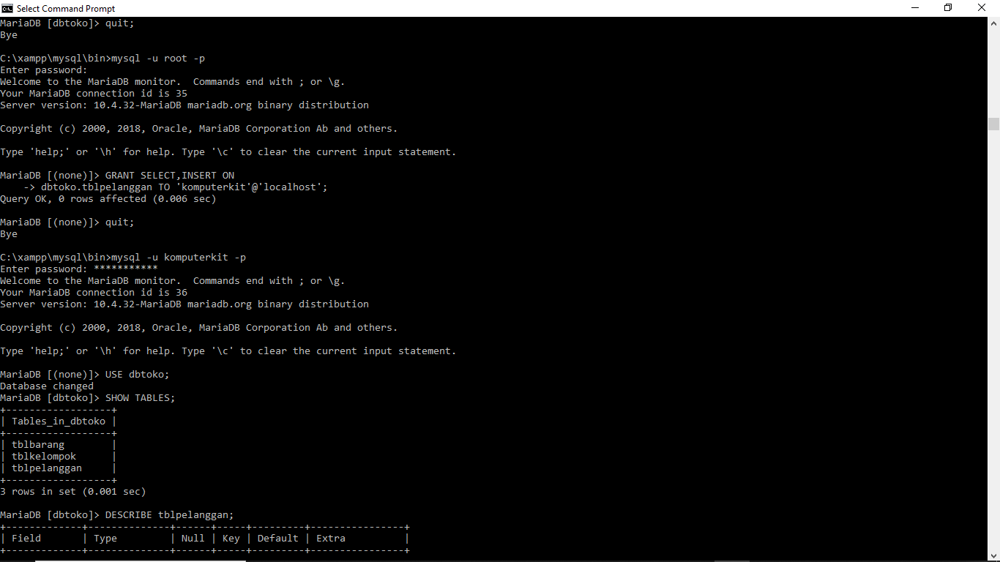 Select Command Prompt
MariaDB [dbtoko]> quit;
Bye
C:\xampp\mysql\bin>mysql -u root -p
Enter password:
Welcome to the MariaDB monitor.  Commands end with ; or \g.
Your MariaDB connection id is 35
Server version: 10.4.32-MariaDB mariadb.org binary distribution
Copyright (c) 2000, 2018, Oracle, MariaDB Corporation Ab and others.
Type 'help;' or '\h' for help. Type '\c' to clear the current input statement.
MariaDB [(none)]> GRANT SELECT,INSERT ON
    -> dbtoko.tblpelanggan TO 'komputerkit'@'localhost';
Query OK, 0 rows affected (0.006 sec)
MariaDB [(none)]> quit;
Bye
C:\xampp\mysql\bin>mysql -u komputerkit -p
Enter password: ***********
Welcome to the MariaDB monitor.  Commands end with ; or \g.
Your MariaDB connection id is 36
Server version: 10.4.32-MariaDB mariadb.org binary distribution
Copyright (c) 2000, 2018, Oracle, MariaDB Corporation Ab and others.
Type 'help;' or '\h' for help. Type '\c' to clear the current input statement.
MariaDB [(none)]> USE dbtoko;
Database changed
MariaDB [dbtoko]> SHOW TABLES;
+------------------+
| Tables_in_dbtoko |
+------------------+
| tblbarang        |
| tblkelompok      |
| tblpelanggan     |
+------------------+
3 rows in set (0.001 sec)
MariaDB [dbtoko]> DESCRIBE tblpelanggan;
+-------------+--------------+------+-----+---------+----------------+
| Field       | Type         | Null | Key | Default | Extra          |
+-------------+--------------+------+-----+---------+----------------+